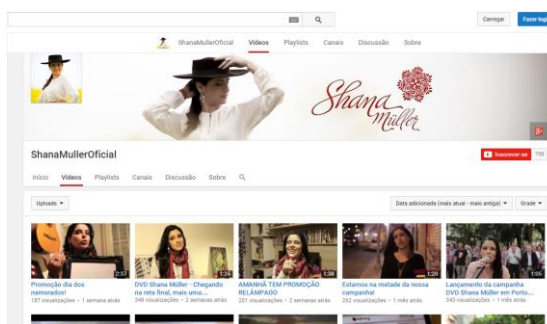 Carregar
Fazer logi
ShanaMullerOficial Vídeos Playlists Canais Discussão Sobre
Shana
Müller
g+
ShanaMullerOficial
Inscrever-se 798
Início Vídeos Playlists Canais Discussão Sobre
Uploads
Data adicionada (mais atual - mais antiga)
Grade
2:37
1:35
1:38
1:20
1:05
Promoção dia dos
namorados!
187 visualizações • 1 semana atrás
DVD Shana Müller - Chegando
na reta final, mais uma...
348 visualizações • 2 semanas atrás
AMANHÃ TEM PROMOÇÃO
RELÂMPAGO
201 visualizações • 2 semanas atrás
Estamos na metade da nossa
campanha!
262 visualizações • 1 mês atrás
Lançamento da campanha
DVD Shana Müller em Porto...
545 visualizações • 1 mês atrás